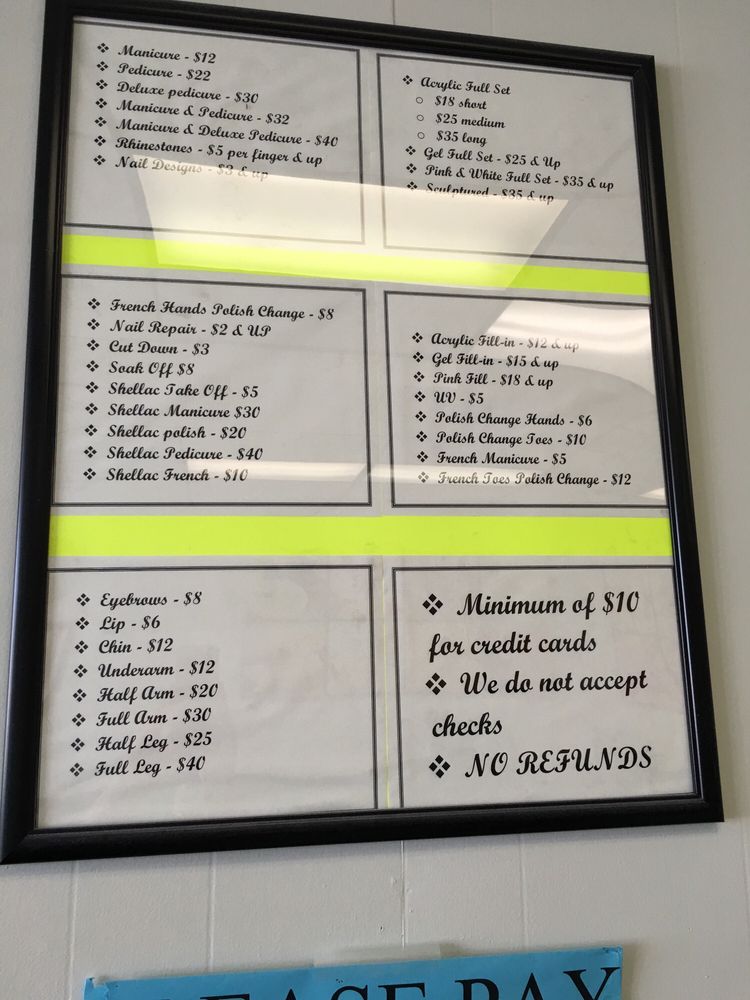 ❖ Manicure - $12
❖ Pedicure - $22
❖ Deluxe pedicure - $30
❖ Manicure & Pedicure - $32
❖ Manicure & Deluxe Pedicure - $40
❖ Rhinestones - $5 per finger & up
❖ Nail Designs - $3 & up
❖ Acrylic Full Set
○ $18 short
○ $25 medium
○ $35 long
❖ Gel Full Set - $25 & Up
❖ Pink & White Full Set - $35 & up
❖ Sculptured - $35 & up
❖ French Hands Polish Change - $8
❖ Nail Repair - $2 & UP
❖ Cut Down - $3
❖ Soak Off $8
❖ Shellac Take Off - $5
❖ Shellac Manicure $30
❖ Shellac polish - $20
❖ Shellac Pedicure - $40
❖ Shellac French - $10
❖ Acrylic Fill-in - $12 & up
❖ Gel Fill-in - $15 & up
❖ Pink Fill - $18 & up
❖ UV - $5
❖ Polish Change Hands - $6
❖ Polish Change Toes - $10
❖ French Manicure - $5
❖ French Toes Polish Change - $12
❖ Eyebrows - $8
❖ Lip - $6
❖ Chin - $12
❖ Underarm - $12
❖ Half Arm - $20
❖ Full Arm - $30
❖ Half Leg - $25
❖ Full Leg - $40
❖ Minimum of $10
for credit cards
❖ We do not accept
checks
❖ NO REFUNDS
PAY